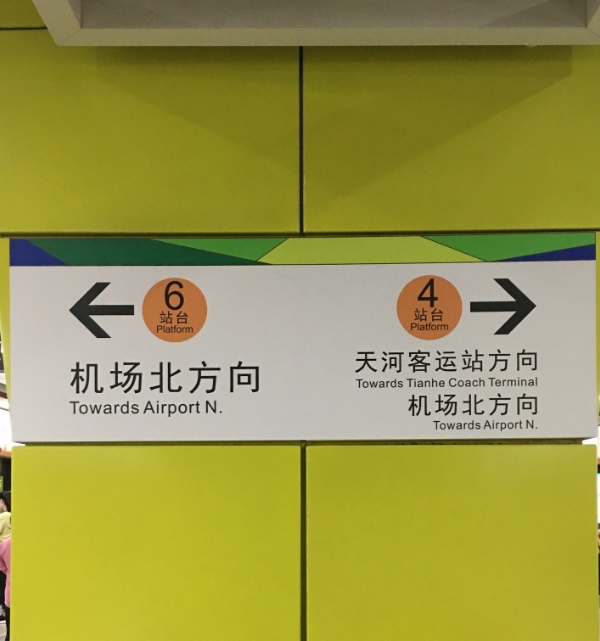 6
站台
Platform
机场北方向
Towards Airport N.
4
站台
Platform
天河客运站方向
Towards Tianhe Coach Terminal
机场北方向
Towards Airport N.